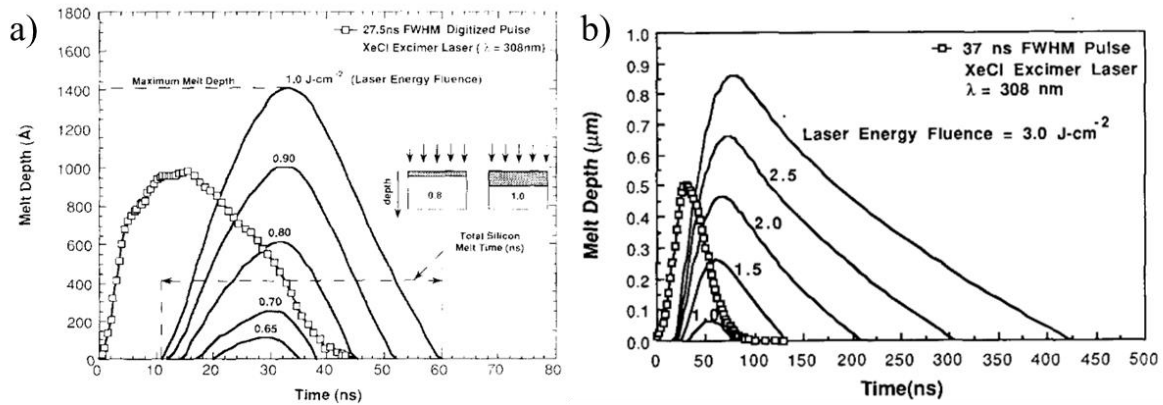 a)
27.5ns FWHM Digitized Pulse
XeCl Excimer Laser ( λ = 308nm)
Maximum Melt Depth
1.0 J-cm⁻² (Laser Energy Fluence)
0.90
0.80
0.70
0.65
depth
0.8
1.0
Total Silicon
Melt Time (ns)
Melt Depth (Å)
1800
1600
1400
1200
1000
800
600
400
200
0
0 10 20 30 40 50 60 70 80
Time (ns)
b)
37 ns FWHM Pulse
XeCl Excimer Laser
λ = 308 nm
Laser Energy Fluence = 3.0 J-cm⁻²
2.5
2.0
1.5
Melt Depth (µm)
1.0
0.9
0.8
0.7
0.6
0.5
0.4
0.3
0.2
0.1
0.0
0 50 100 150 200 250 300 350 400 450 500
Time(ns)